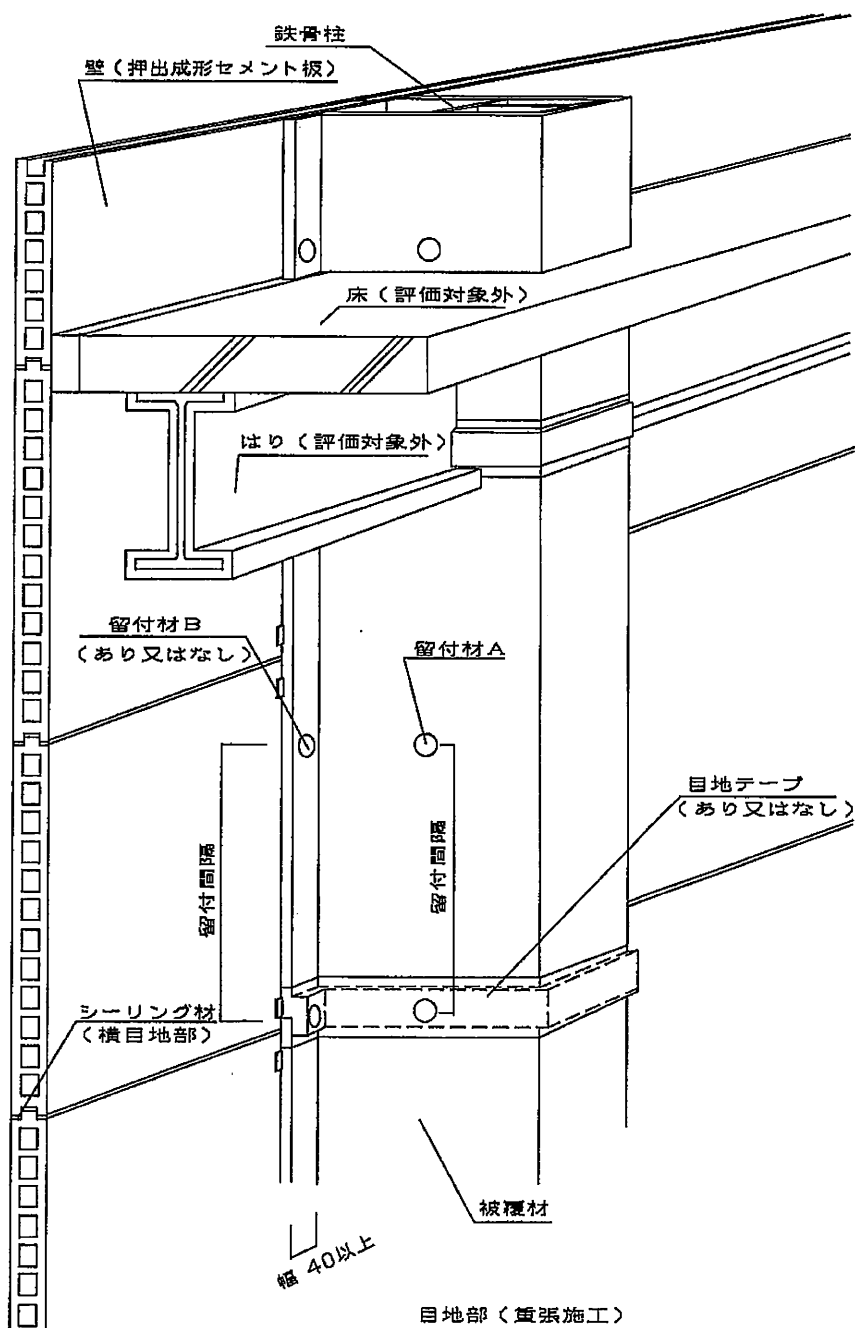 鉄骨柱
壁(押出成形セメント板)
床(評価対象外)
はり(評価対象外)
留付材B
(あり又はなし)
留付材A
目地テープ
(あり又はなし)
留付間隔
留付間隔
シーリング材
(横目地部)
被覆材
幅 40以上
目地部(重張施工)